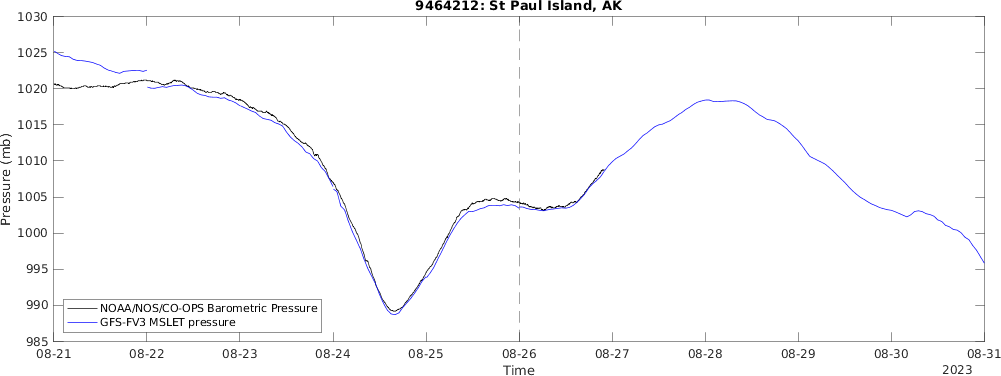 9464212: St Paul Island, AK
Pressure (mb)
1030
1025
1020
1015
1010
1005
1000
995
990
985
NOAA/NOS/CO-OPS Barometric Pressure
GFS-FV3 MSLET pressure
08-21 08-22 08-23 08-24 08-25 08-26 08-27 08-28 08-29 08-30 08-31
Time
2023